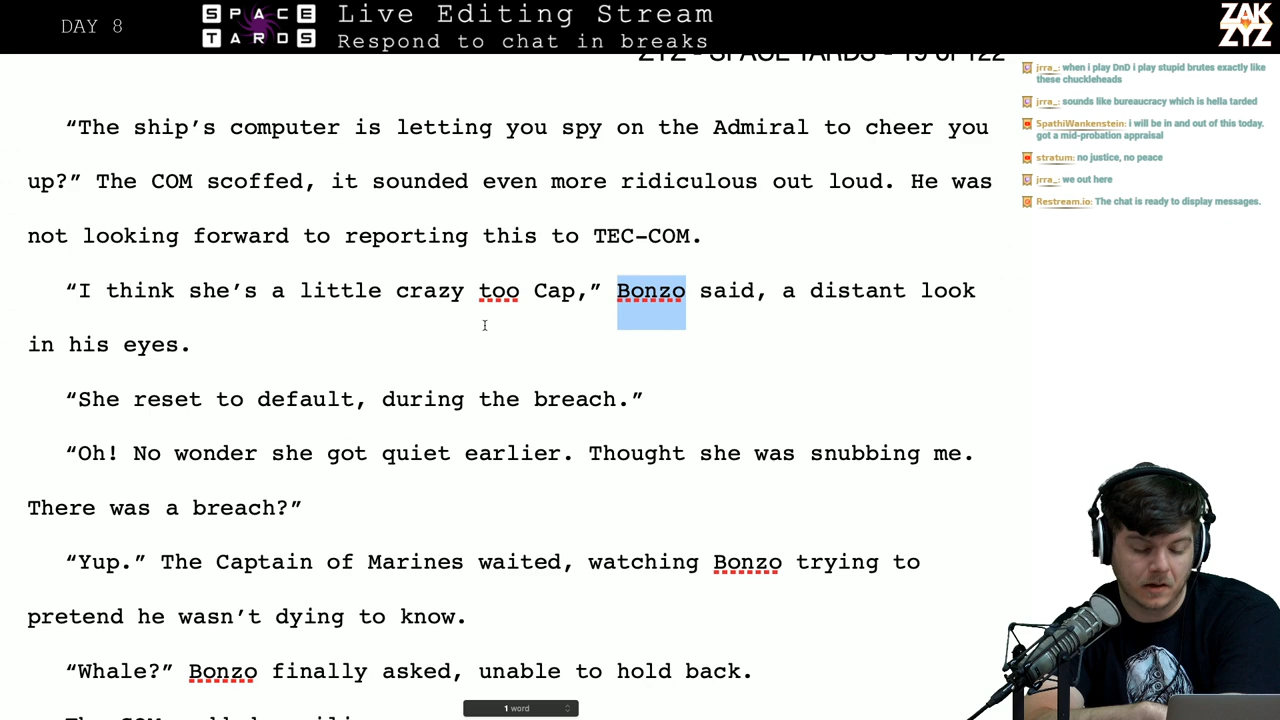 DAY 8
SPACE
TARDS
Live Editing Stream
Respond to chat in breaks
ZAK
ZYZ
ZYZ - SPACE TARDS - 19 of 122
“The ship’s computer is letting you spy on the Admiral to cheer you
up?” The COM scoffed, it sounded even more ridiculous out loud. He was
not looking forward to reporting this to TEC-COM.
“I think she’s a little crazy too Cap,” Bonzo said, a distant look
in his eyes.
“She reset to default, during the breach.”
“Oh! No wonder she got quiet earlier. Thought she was snubbing me.
There was a breach?”
“Yup.” The Captain of Marines waited, watching Bonzo trying to
pretend he wasn’t dying to know.
“Whale?” Bonzo finally asked, unable to hold back.
The COM
1 word
jrra_: when i play DnD i play stupid brutes exactly like
these chuckleheads
jrra_: sounds like bureaucracy which is hella tarded
SpathiWankenstein: i will be in and out of this today.
got a mid-probation appraisal
stratum: no justice, no peace
jrra_: we out here
Restream.io: The chat is ready to display messages.